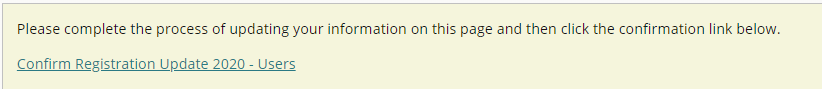 Please complete the process of updating your information on this page and then click the confirmation link below.
Confirm Registration Update 2020 - Users